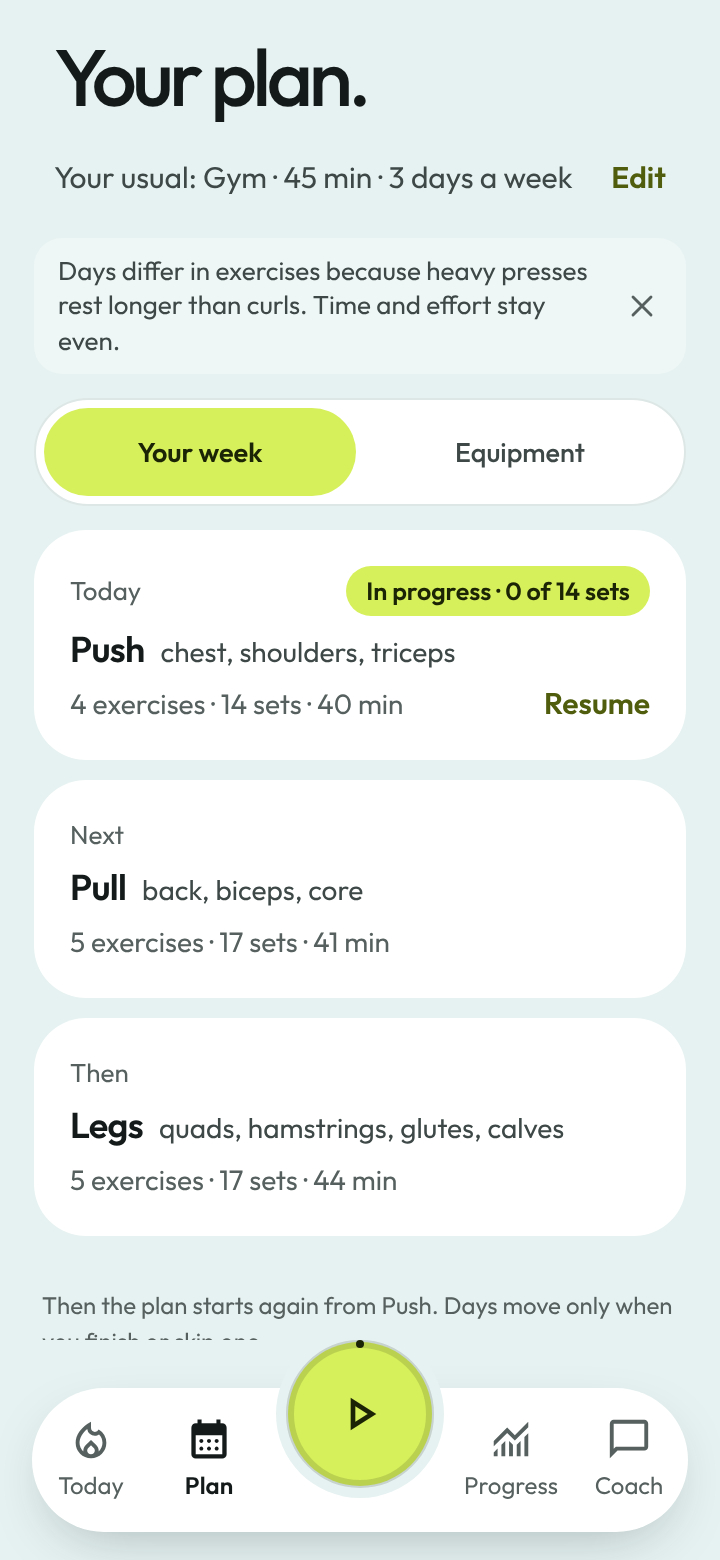 Your plan.
Your usual: Gym · 45 min · 3 days a week Edit
Days differ in exercises because heavy presses
rest longer than curls. Time and effort stay
even.
Your week Equipment
Today In progress · 0 of 14 sets
Push chest, shoulders, triceps
4 exercises · 14 sets · 40 min Resume
Next
Pull back, biceps, core
5 exercises · 17 sets · 41 min
Then
Legs quads, hamstrings, glutes, calves
5 exercises · 17 sets · 44 min
Then the plan starts again from Push. Days move only when
Today Plan Progress Coach